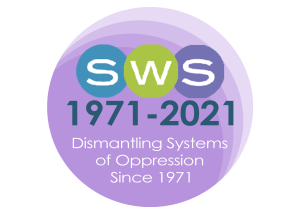 SWS
1971-2021
Dismantling Systems
of Oppression
Since 1971